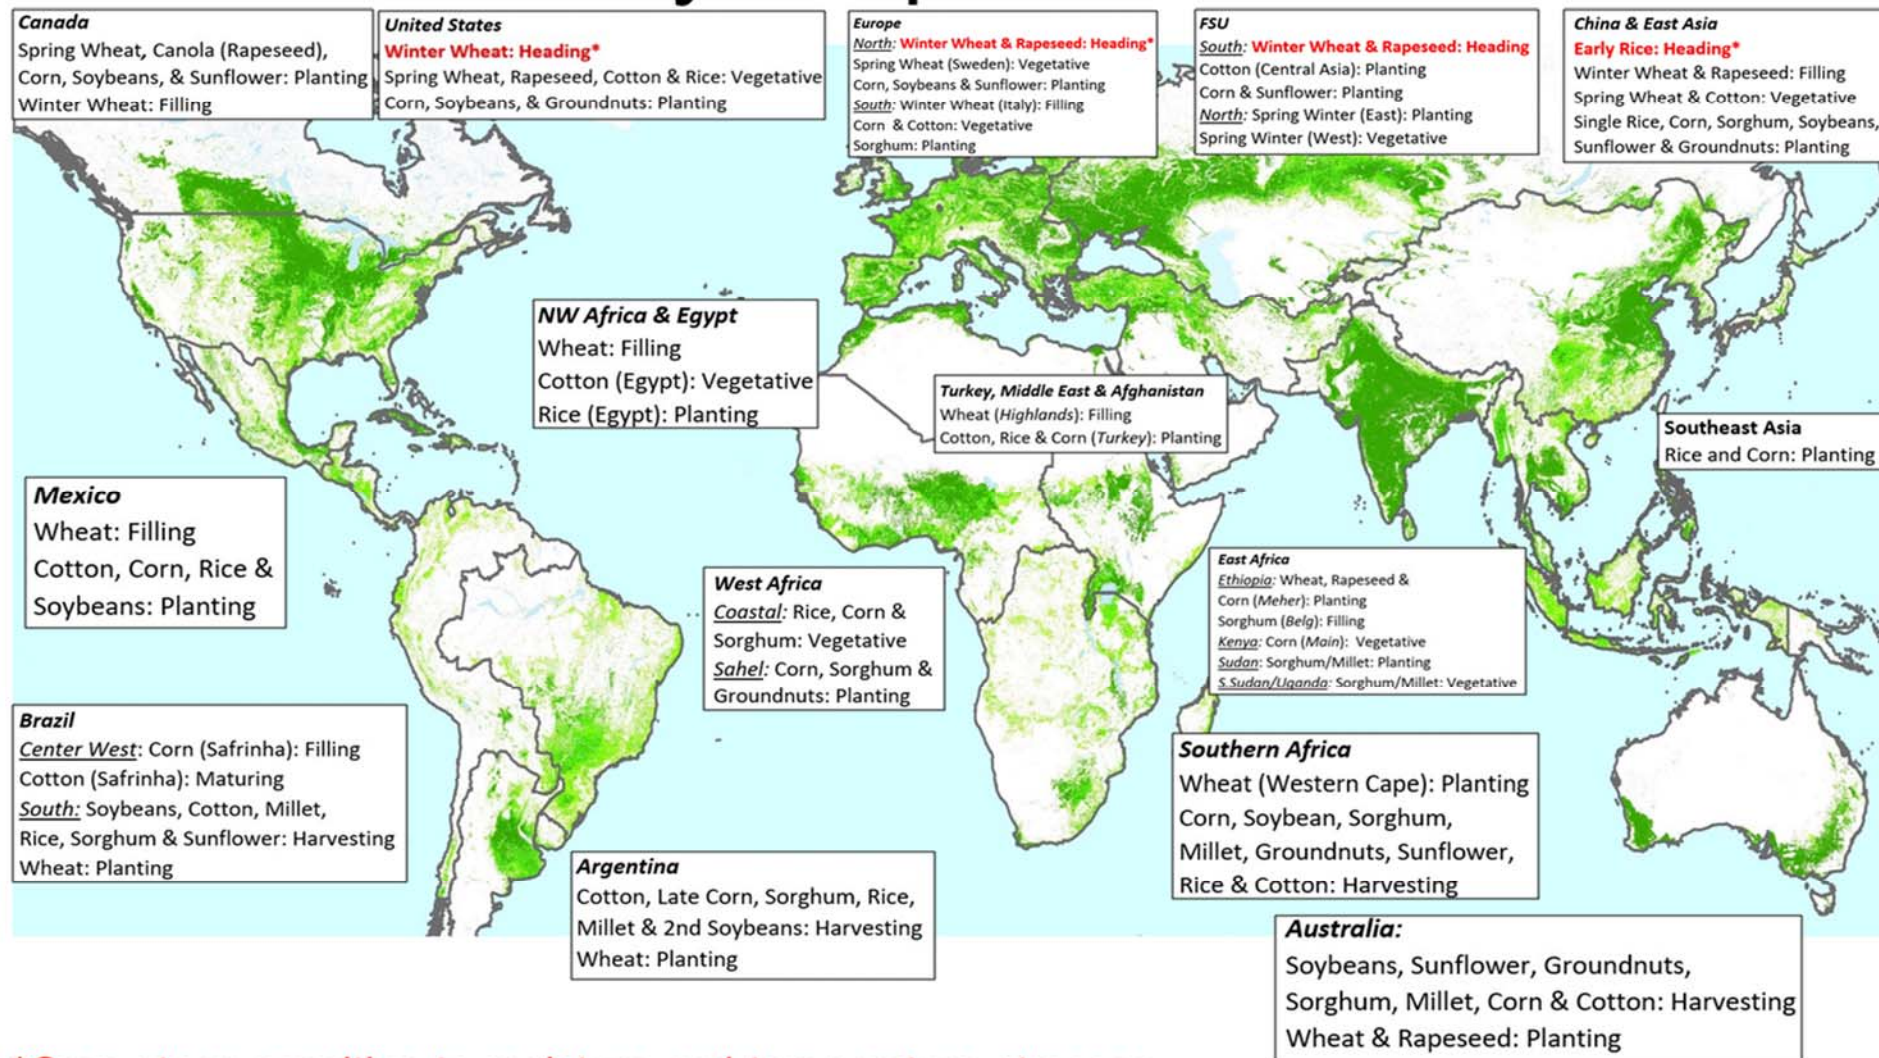 Canada
Spring Wheat, Canola (Rapeseed),
Corn, Soybeans, & Sunflower: Planting
Winter Wheat: Filling
United States
Winter Wheat: Heading*
Spring Wheat, Rapeseed, Cotton & Rice: Vegetative
Corn, Soybeans, & Groundnuts: Planting
Europe
North: Winter Wheat & Rapeseed: Heading*
Spring Wheat (Sweden): Vegetative
Corn, Soybeans & Sunflower: Planting
South: Winter Wheat (Italy): Filling
Corn & Cotton: Vegetative
Sorghum: Planting
FSU
South: Winter Wheat & Rapeseed: Heading
Cotton (Central Asia): Planting
Corn & Sunflower: Planting
North: Spring Winter (East): Planting
Spring Winter (West): Vegetative
China & East Asia
Early Rice: Heading*
Winter Wheat & Rapeseed: Filling
Spring Wheat & Cotton: Vegetative
Single Rice, Corn, Sorghum, Soybeans,
Sunflower & Groundnuts: Planting
NW Africa & Egypt
Wheat: Filling
Cotton (Egypt): Vegetative
Rice (Egypt): Planting
Turkey, Middle East & Afghanistan
Wheat (Highlands): Filling
Cotton, Rice & Corn (Turkey): Planting
Southeast Asia
Rice and Corn: Planting
Mexico
Wheat: Filling
Cotton, Corn, Rice &
Soybeans: Planting
West Africa
Coastal: Rice, Corn &
Sorghum: Vegetative
Sahel: Corn, Sorghum &
Groundnuts: Planting
East Africa
Ethiopia: Wheat, Rapeseed &
Corn (Meher): Planting
Sorghum (Belg): Filling
Kenya: Corn (Main): Vegetative
Sudan: Sorghum/Millet: Planting
S.Sudan/Uganda: Sorghum/Millet: Vegetative
Brazil
Center West: Corn (Safrinha): Filling
Cotton (Safrinha): Maturing
South: Soybeans, Cotton, Millet,
Rice, Sorghum & Sunflower: Harvesting
Wheat: Planting
Southern Africa
Wheat (Western Cape): Planting
Corn, Soybean, Sorghum,
Millet, Groundnuts, Sunflower,
Rice & Cotton: Harvesting
Argentina
Cotton, Late Corn, Sorghum, Rice,
Millet & 2nd Soybeans: Harvesting
Wheat: Planting
Australia:
Soybeans, Sunflower, Groundnuts,
Sorghum, Millet, Corn & Cotton: Harvesting
Wheat & Rapeseed: Planting